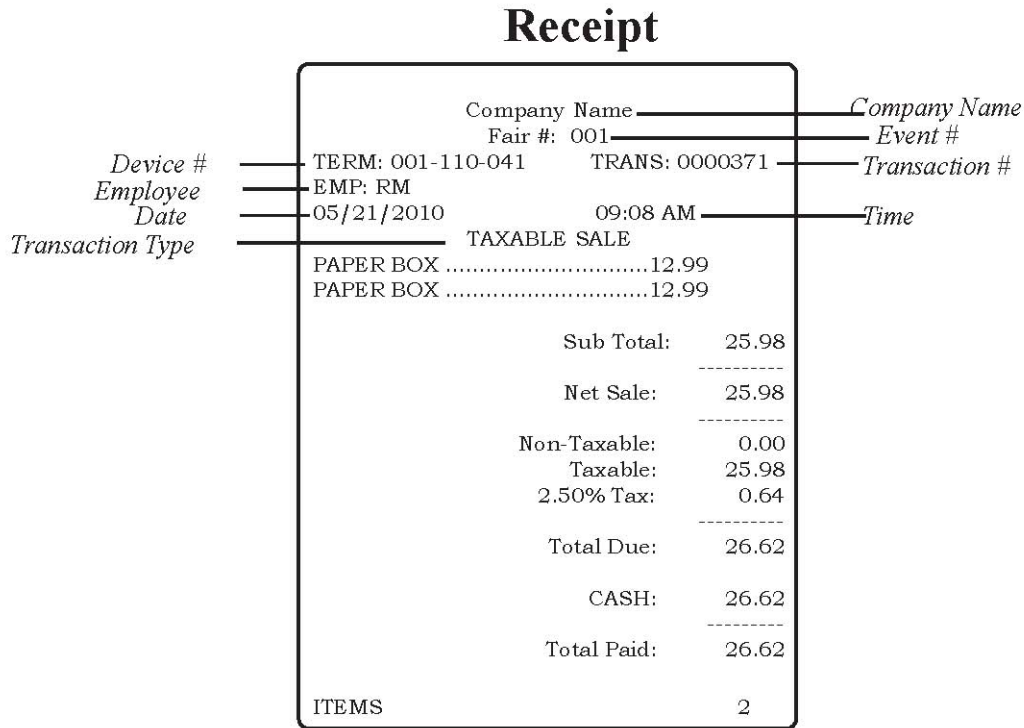 Receipt
Company Name Company Name
Fair #: 001 Event #
Device # TERM: 001-110-041 TRANS: 0000371 Transaction #
Employee EMP: RM
Date 05/21/2010 09:08 AM Time
Transaction Type TAXABLE SALE
PAPER BOX ...............................12.99
PAPER BOX ...............................12.99
Sub Total: 25.98
----------
Net Sale: 25.98
----------
Non-Taxable: 0.00
Taxable: 25.98
2.50% Tax: 0.64
----------
Total Due: 26.62
CASH: 26.62
---------
Total Paid: 26.62
ITEMS 2